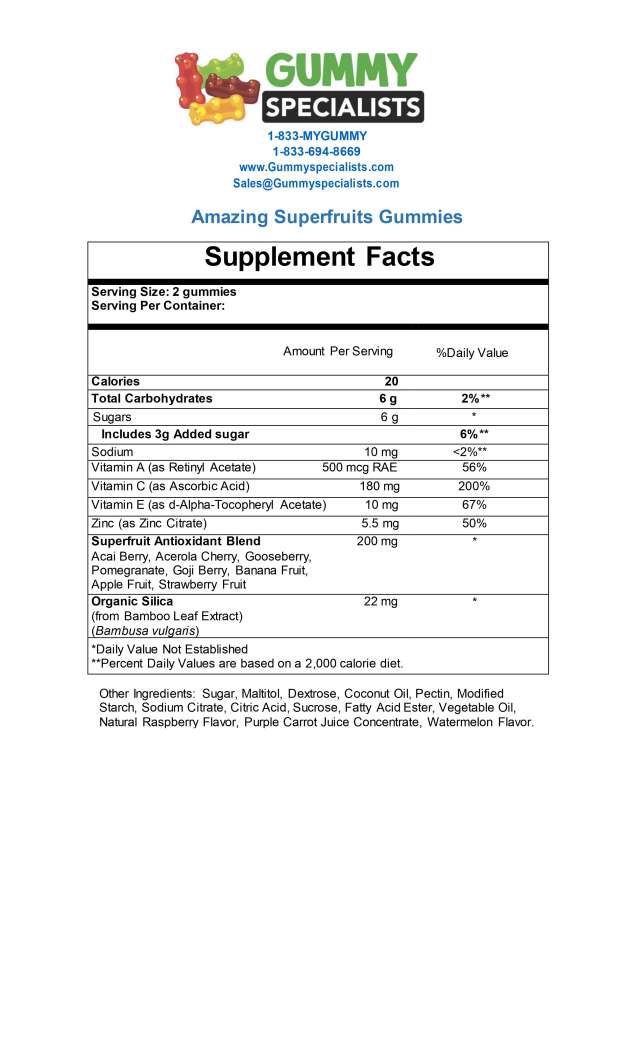 GUMMY
SPECIALISTS
1-833-MYGUMMY
1-833-694-8669
www.Gummyspecialists.com
Sales@Gummyspecialists.com
Amazing Superfruits Gummies
Supplement Facts
Serving Size: 2 gummies
Serving Per Container:
Amount Per Serving %Daily Value
Calories 20
Total Carbohydrates 6 g 2%**
Sugars 6 g *
Includes 3g Added sugar 6%**
Sodium 10 mg <2%**
Vitamin A (as Retinyl Acetate) 500 mcg RAE 56%
Vitamin C (as Ascorbic Acid) 180 mg 200%
Vitamin E (as d-Alpha-Tocopheryl Acetate) 10 mg 67%
Zinc (as Zinc Citrate) 5.5 mg 50%
Superfruit Antioxidant Blend 200 mg *
Acai Berry, Acerola Cherry, Gooseberry,
Pomegranate, Goji Berry, Banana Fruit,
Apple Fruit, Strawberry Fruit
Organic Silica 22 mg *
(from Bamboo Leaf Extract)
(Bambusa vulgaris)
*Daily Value Not Established
**Percent Daily Values are based on a 2,000 calorie diet.
Other Ingredients: Sugar, Maltitol, Dextrose, Coconut Oil, Pectin, Modified
Starch, Sodium Citrate, Citric Acid, Sucrose, Fatty Acid Ester, Vegetable Oil,
Natural Raspberry Flavor, Purple Carrot Juice Concentrate, Watermelon Flavor.